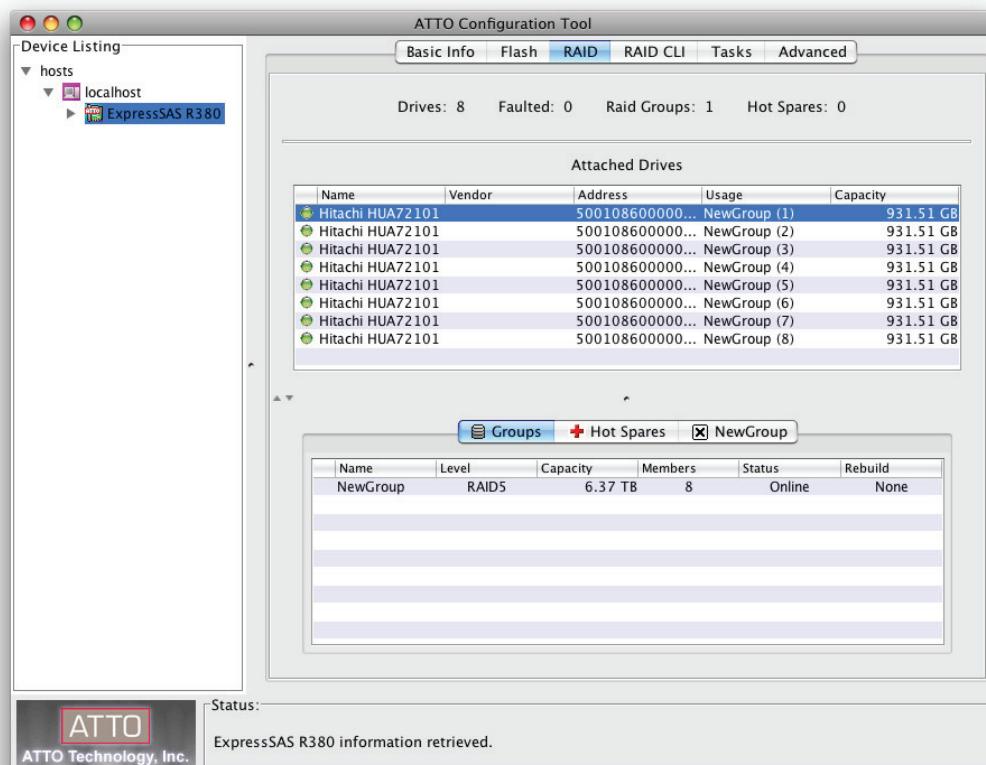 ATTO Configuration Tool
Device Listing
hosts
localhost
ExpressSAS R380
Basic Info Flash RAID RAID CLI Tasks Advanced
Drives: 8 Faulted: 0 Raid Groups: 1 Hot Spares: 0
Attached Drives
Name Vendor Address Usage Capacity
Hitachi HUA72101 500108600000... NewGroup (1) 931.51 GB
Hitachi HUA72101 500108600000... NewGroup (2) 931.51 GB
Hitachi HUA72101 500108600000... NewGroup (3) 931.51 GB
Hitachi HUA72101 500108600000... NewGroup (4) 931.51 GB
Hitachi HUA72101 500108600000... NewGroup (5) 931.51 GB
Hitachi HUA72101 500108600000... NewGroup (6) 931.51 GB
Hitachi HUA72101 500108600000... NewGroup (7) 931.51 GB
Hitachi HUA72101 500108600000... NewGroup (8) 931.51 GB
Groups Hot Spares NewGroup
Name Level Capacity Members Status Rebuild
NewGroup RAID5 6.37 TB 8 Online None
ATTO
ATTO Technology, Inc.
Status:
ExpressSAS R380 information retrieved.